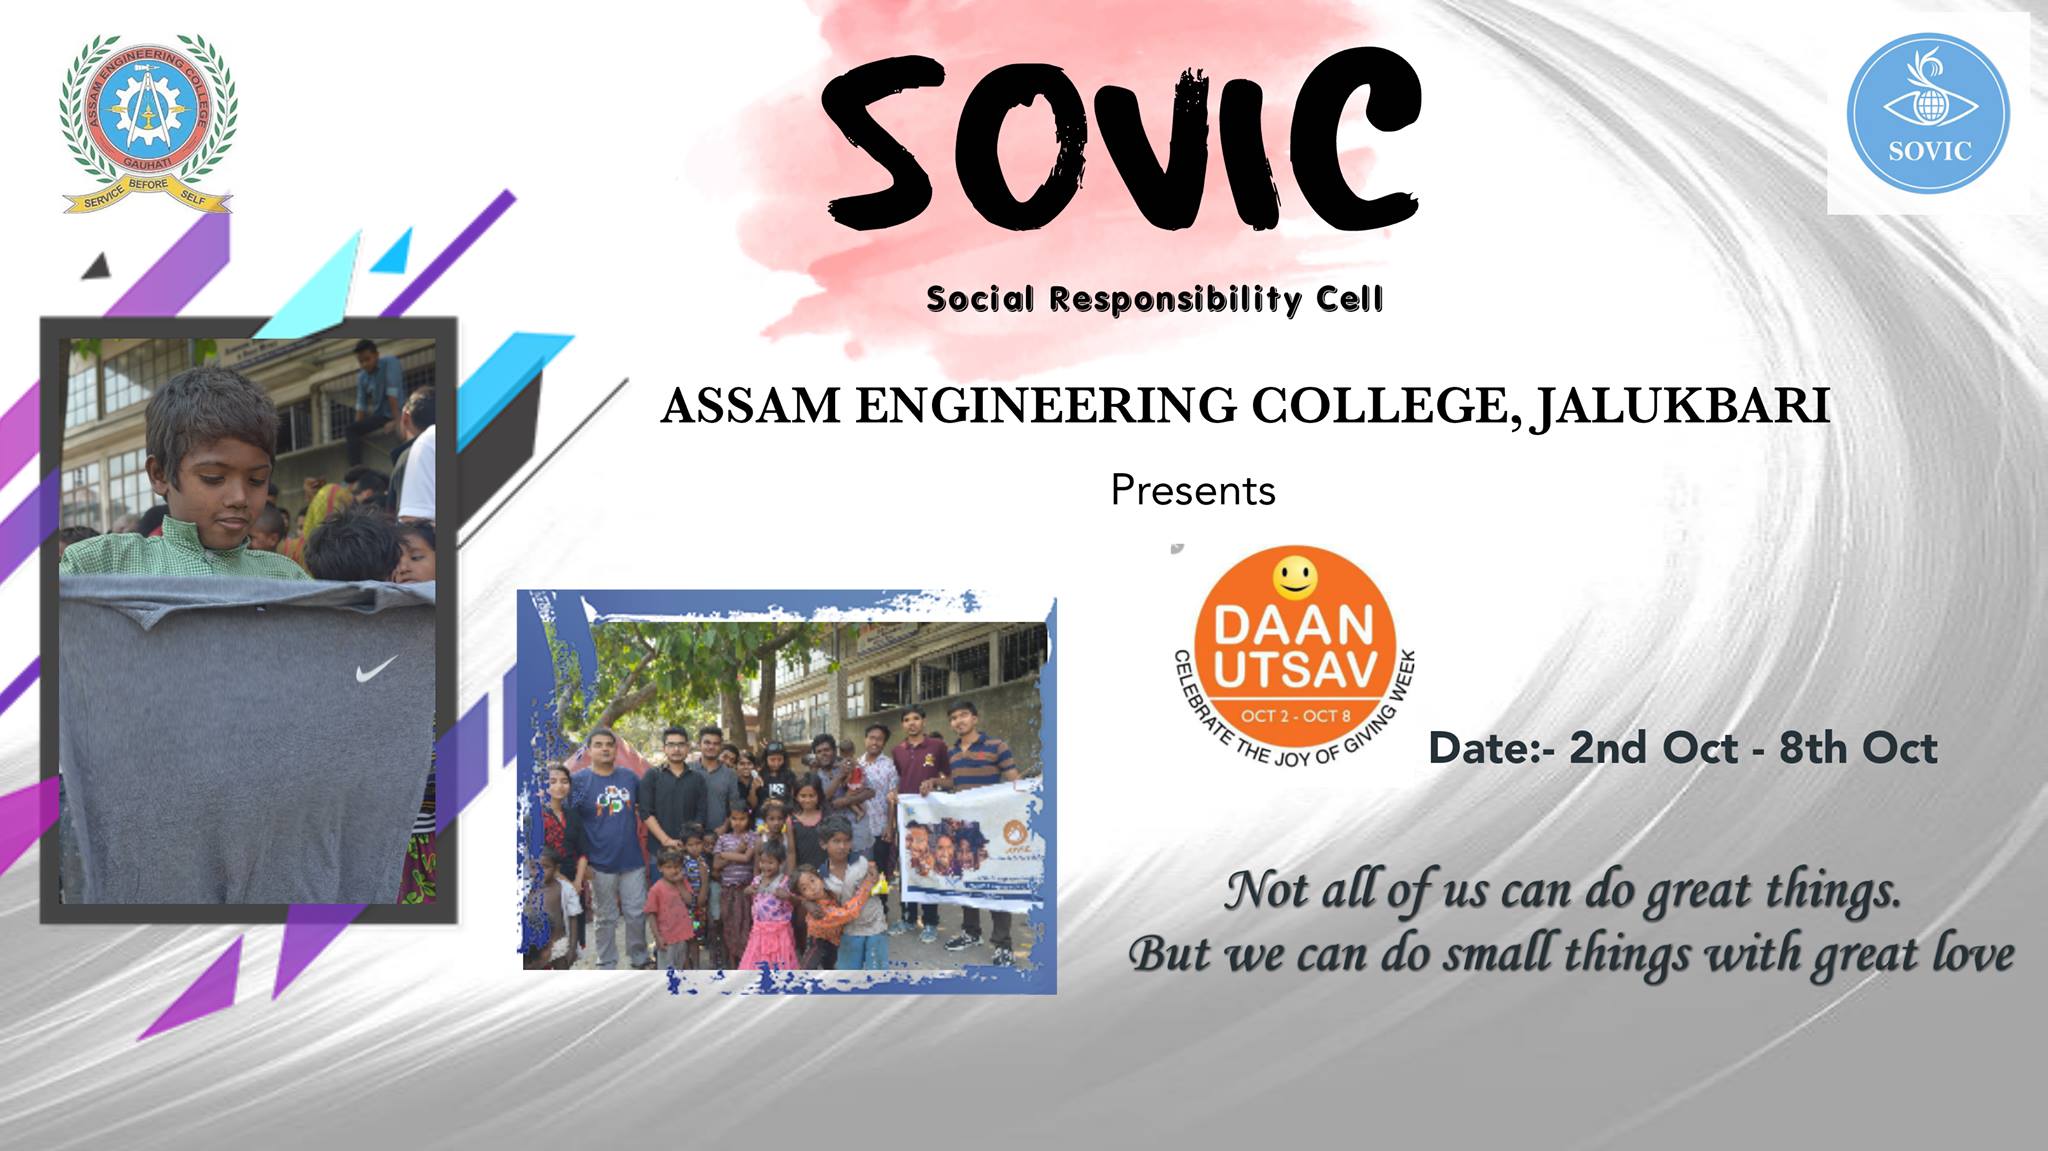 ASSAM ENGINEERING COLLEGE
GAUHATI
SERVICE BEFORE SELF
SOVIC
SOVIC
Social Responsibility Cell
ASSAM ENGINEERING COLLEGE, JALUKBARI
Presents
DAAN
UTSAV
OCT 2 - OCT 8
CELEBRATE THE JOY OF GIVING WEEK
Date:- 2nd Oct - 8th Oct
Not all of us can do great things.
But we can do small things with great love